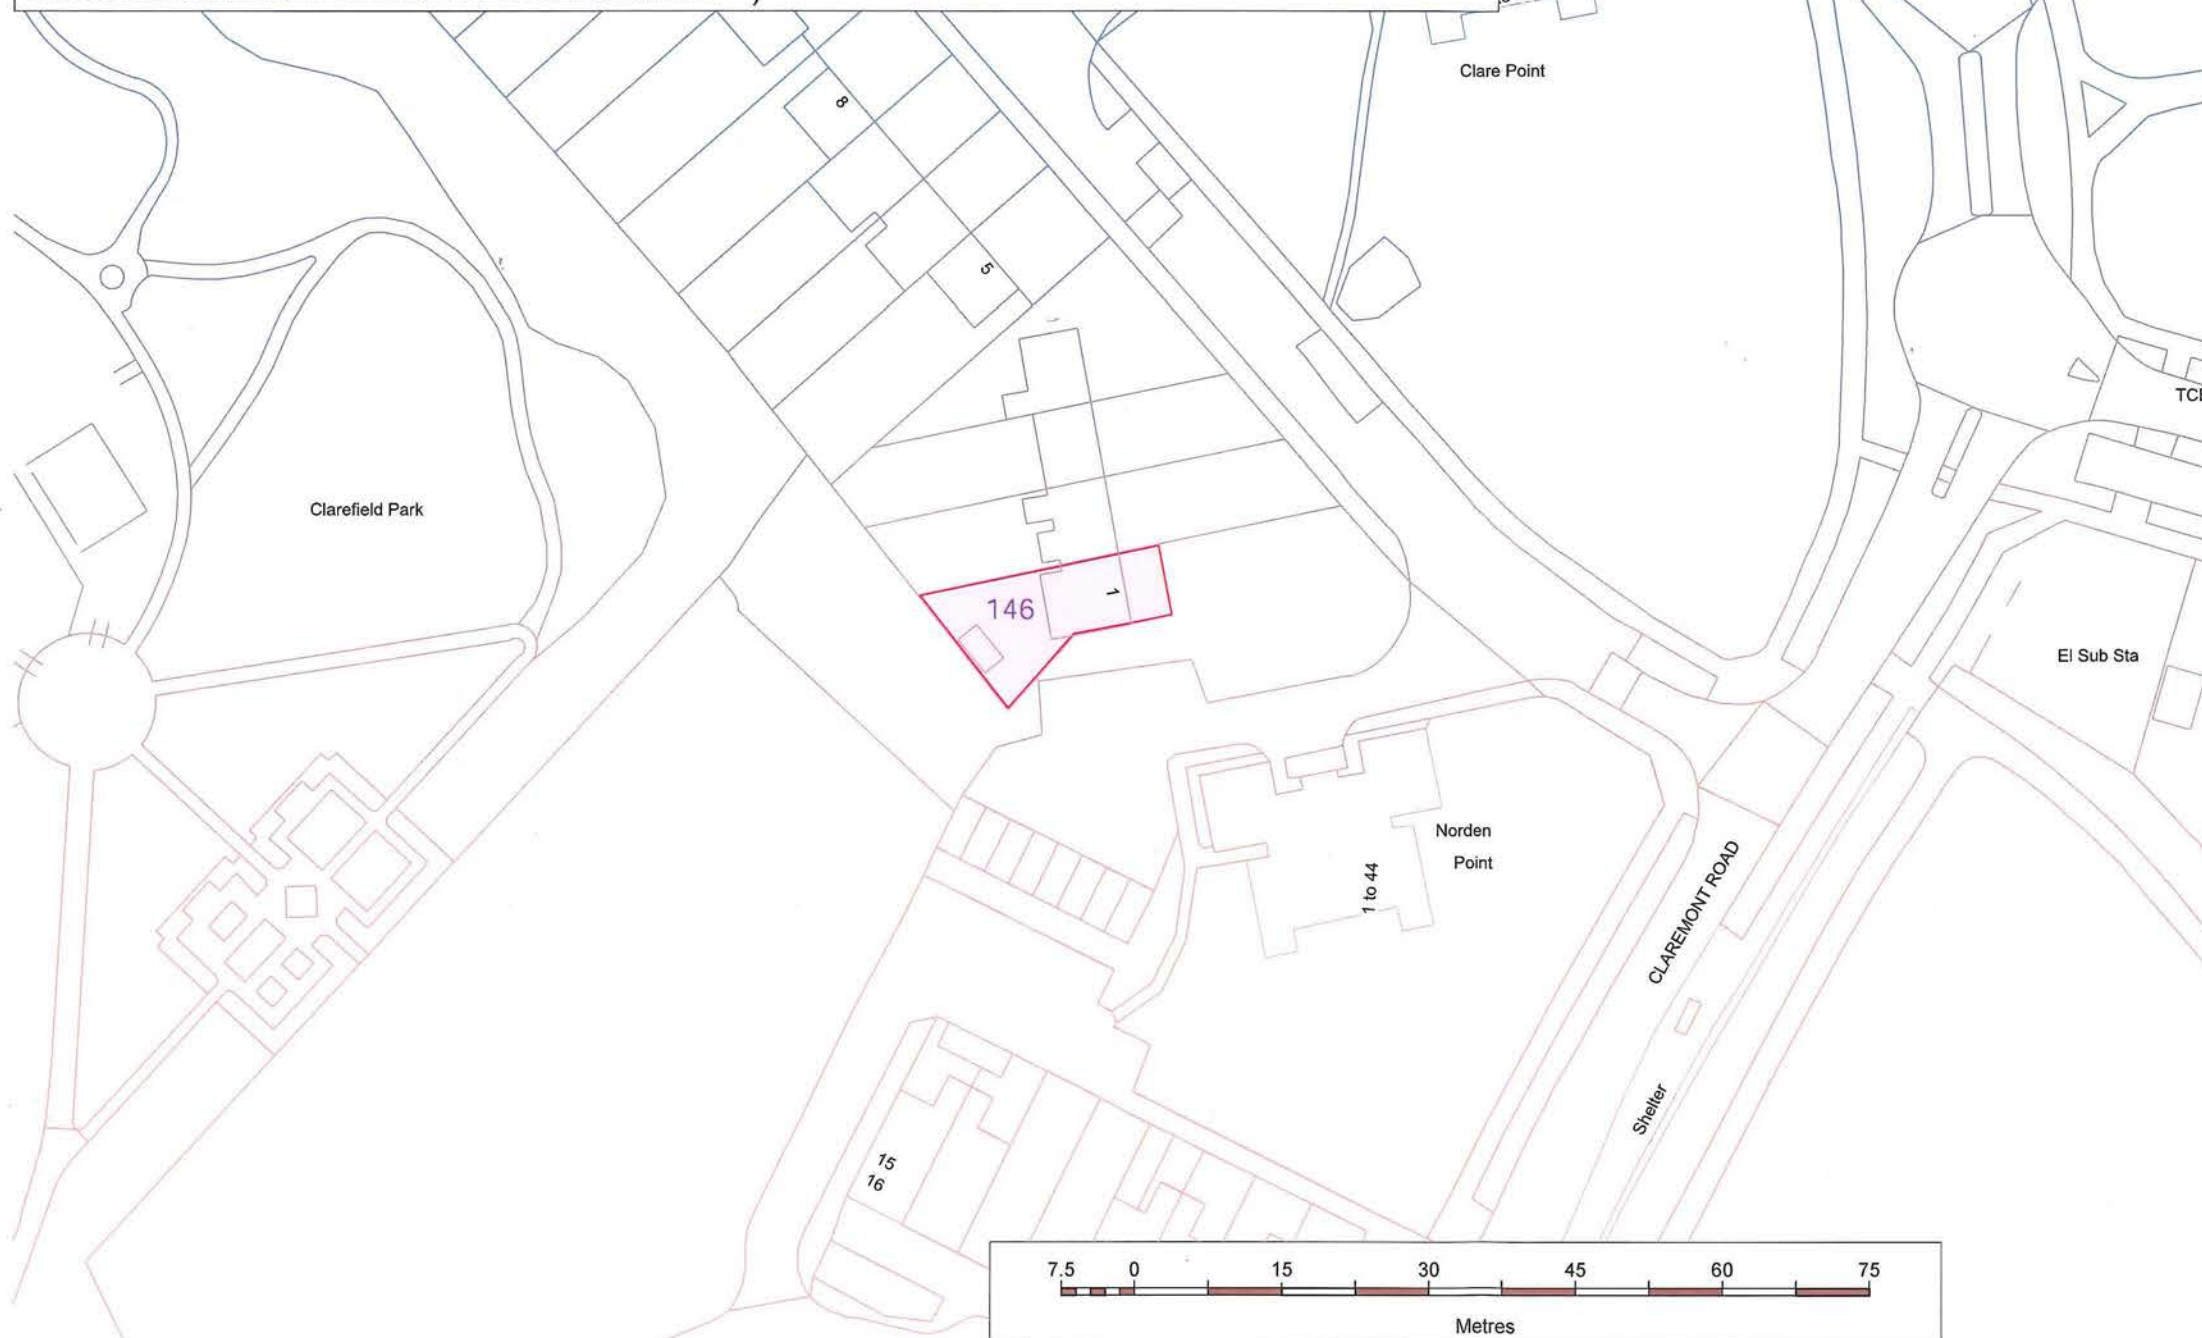 Clare Point
8
5
TCB
Clarefield Park
1
146
El Sub Sta
Norden
Point
1 to 44
CLAREMONT ROAD
Shelter
15
16
7.5 0 15 30 45 60 75
Metres